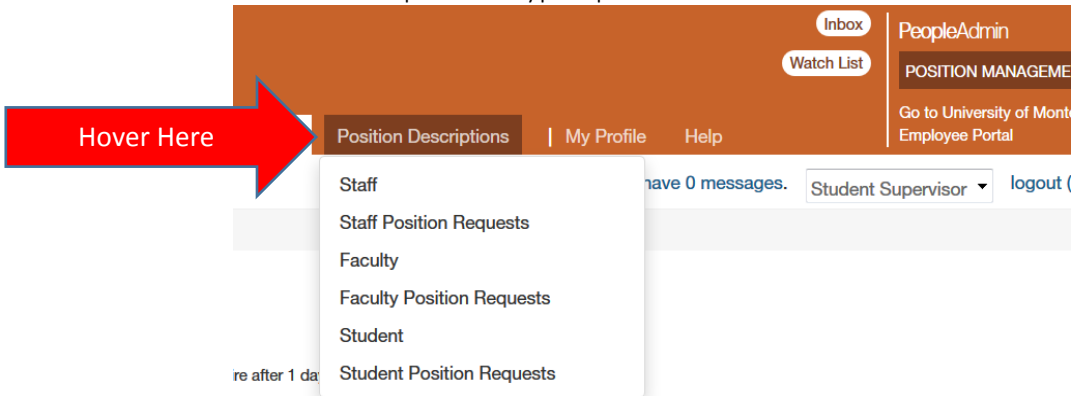 Inbox
PeopleAdmin
Watch List
POSITION MANAGEME
Go to University of Mont
Employee Portal
Hover Here
Position Descriptions | My Profile Help
Staff
have 0 messages.
Student Supervisor
logout (
Staff Position Requests
Faculty
Faculty Position Requests
Student
re after 1 da
Student Position Requests